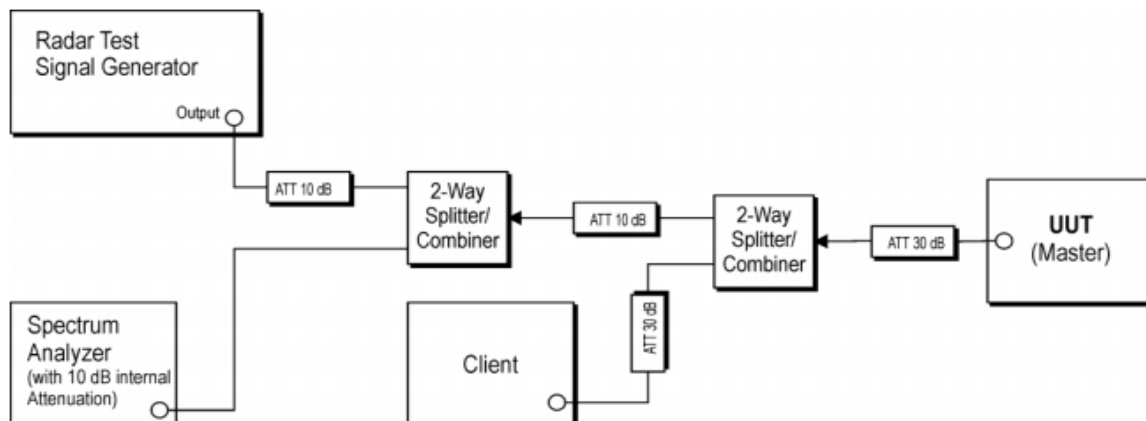 Radar Test
Signal Generator
Output
ATT 10 dB
2-Way
Splitter/
Combiner
ATT 10 dB
2-Way
Splitter/
Combiner
ATT 30 dB
UUT
(Master)
ATT 30 dB
Spectrum
Analyzer
(with 10 dB internal
Attenuation)
Client